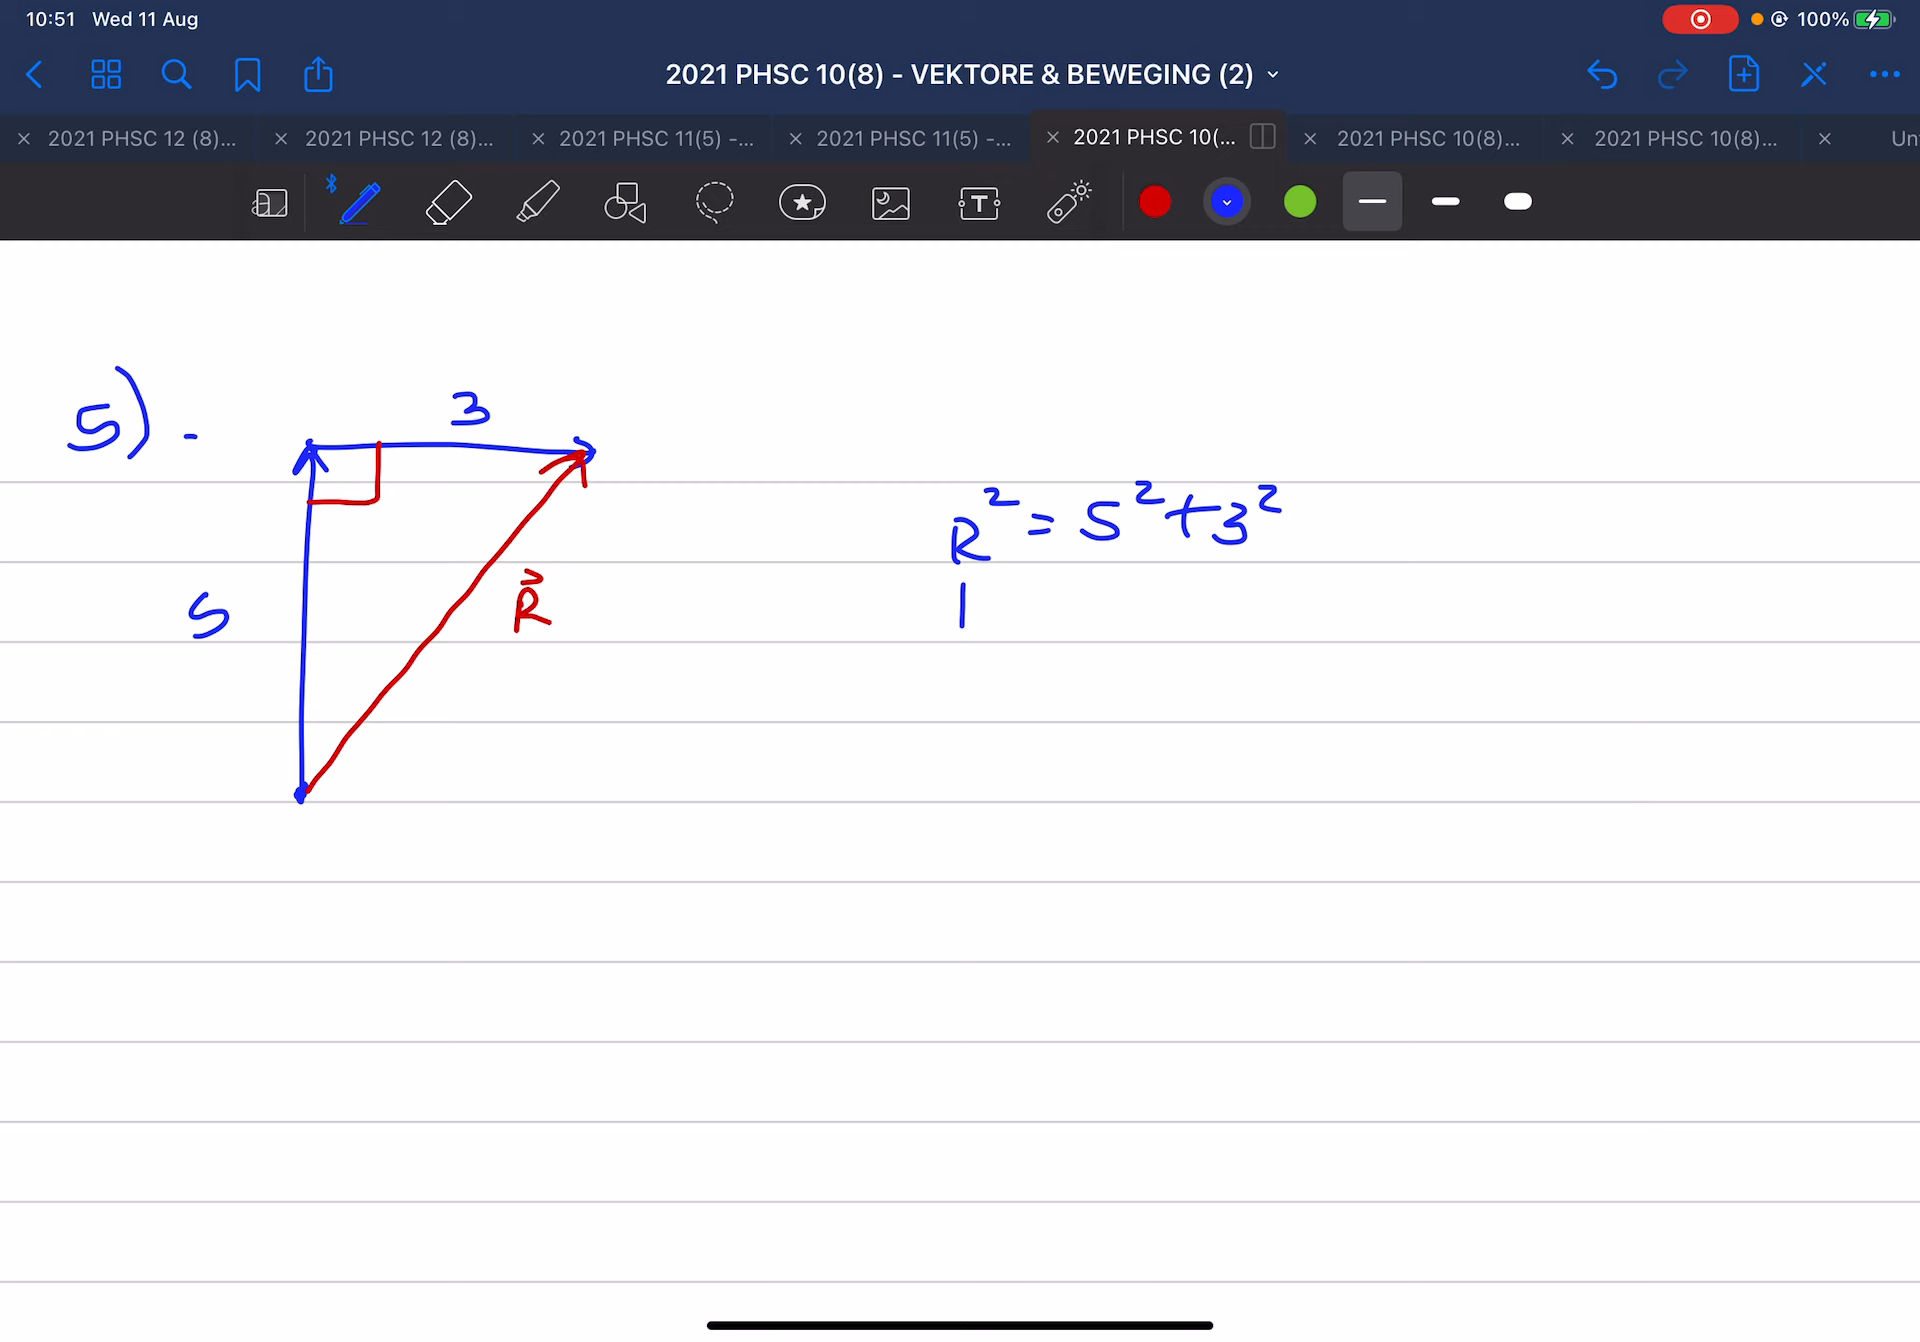 10:51 Wed 11 Aug 100%
2021 PHSC 10(8) - VEKTORE & BEWEGING (2)
2021 PHSC 12 (8)... 2021 PHSC 12 (8)... 2021 PHSC 11(5) -... 2021 PHSC 11(5) -... 2021 PHSC 10(... 2021 PHSC 10(8)... 2021 PHSC 10(8)... Un
T
5) -
3
R² = 5² + 3²
5
R⃗